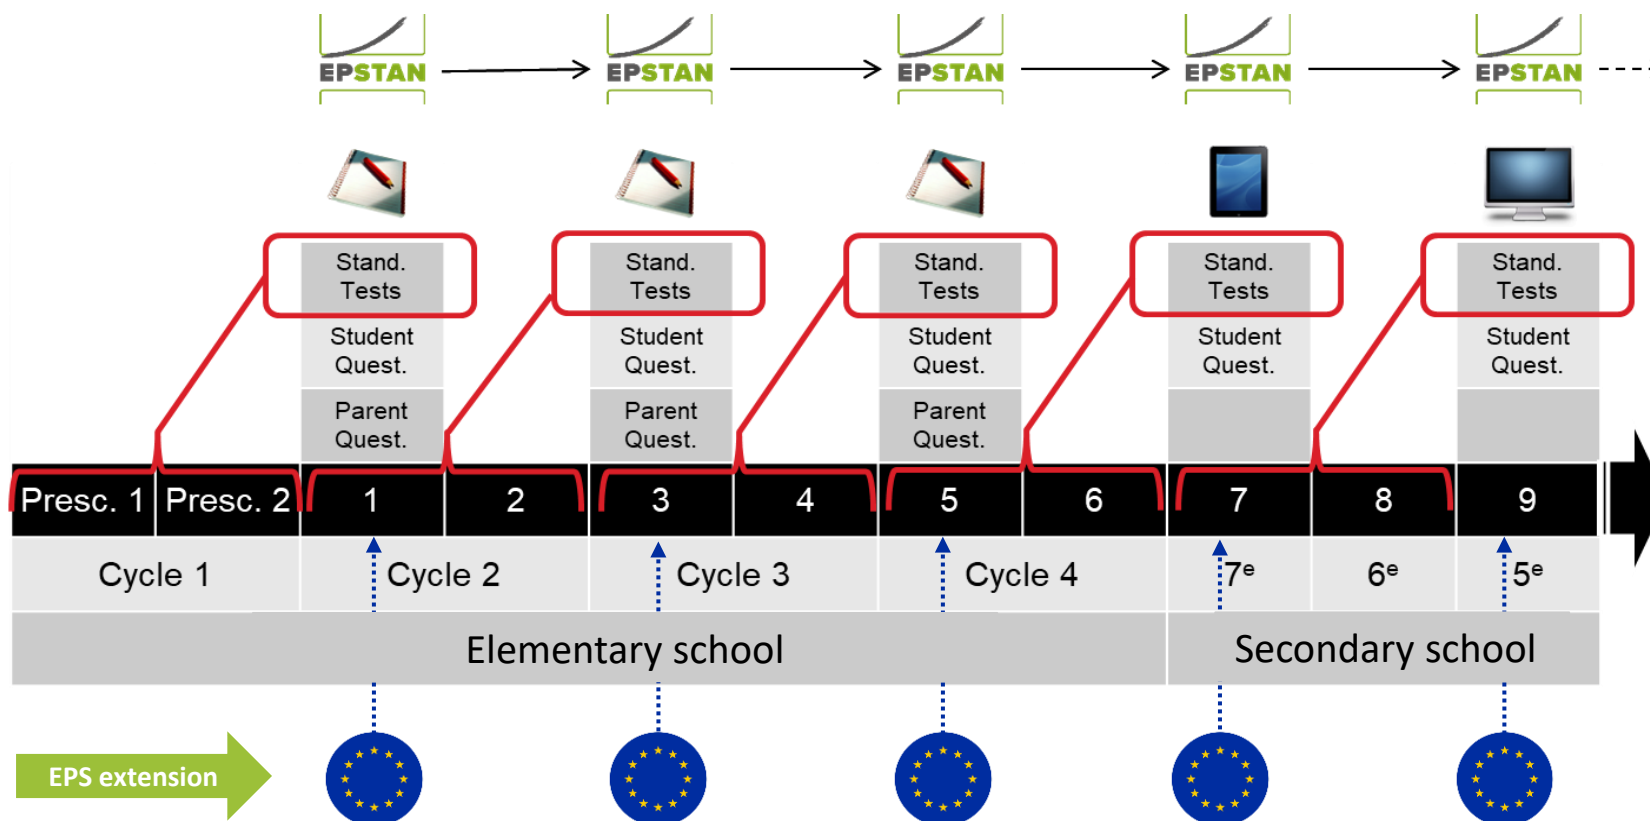 EPSTAN EPSTAN EPSTAN EPSTAN EPSTAN
Stand. Stand. Stand. Stand. Stand.
Tests Tests Tests Tests Tests
Student Student Student Student Student
Quest. Quest. Quest. Quest. Quest.
Parent Parent Parent
Quest. Quest. Quest.
Presc. 1 Presc. 2 1 2 3 4 5 6 7 8 9
Cycle 1 Cycle 2 Cycle 3 Cycle 4 7ᵉ 6ᵉ 5ᵉ
Elementary school Secondary school
EPS extension